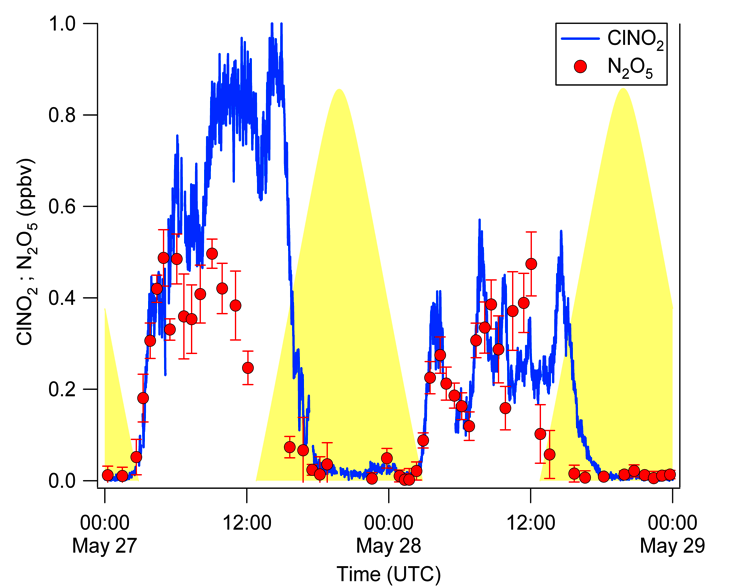 ClNO₂
N₂O₅
1.0
0.8
0.6
0.4
0.2
0.0
ClNO₂ ; N₂O₅ (ppbv)
00:00 12:00 00:00 12:00 00:00
May 27 May 28 May 29
Time (UTC)